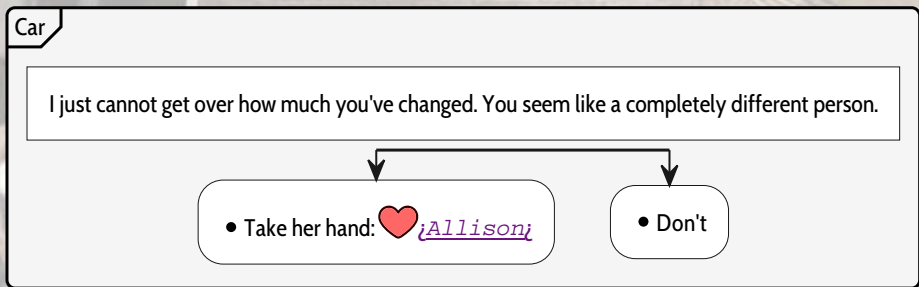 Car
I just cannot get over how much you've changed. You seem like a completely different person.
• Take her hand: ❤¿Allison¿
• Don't